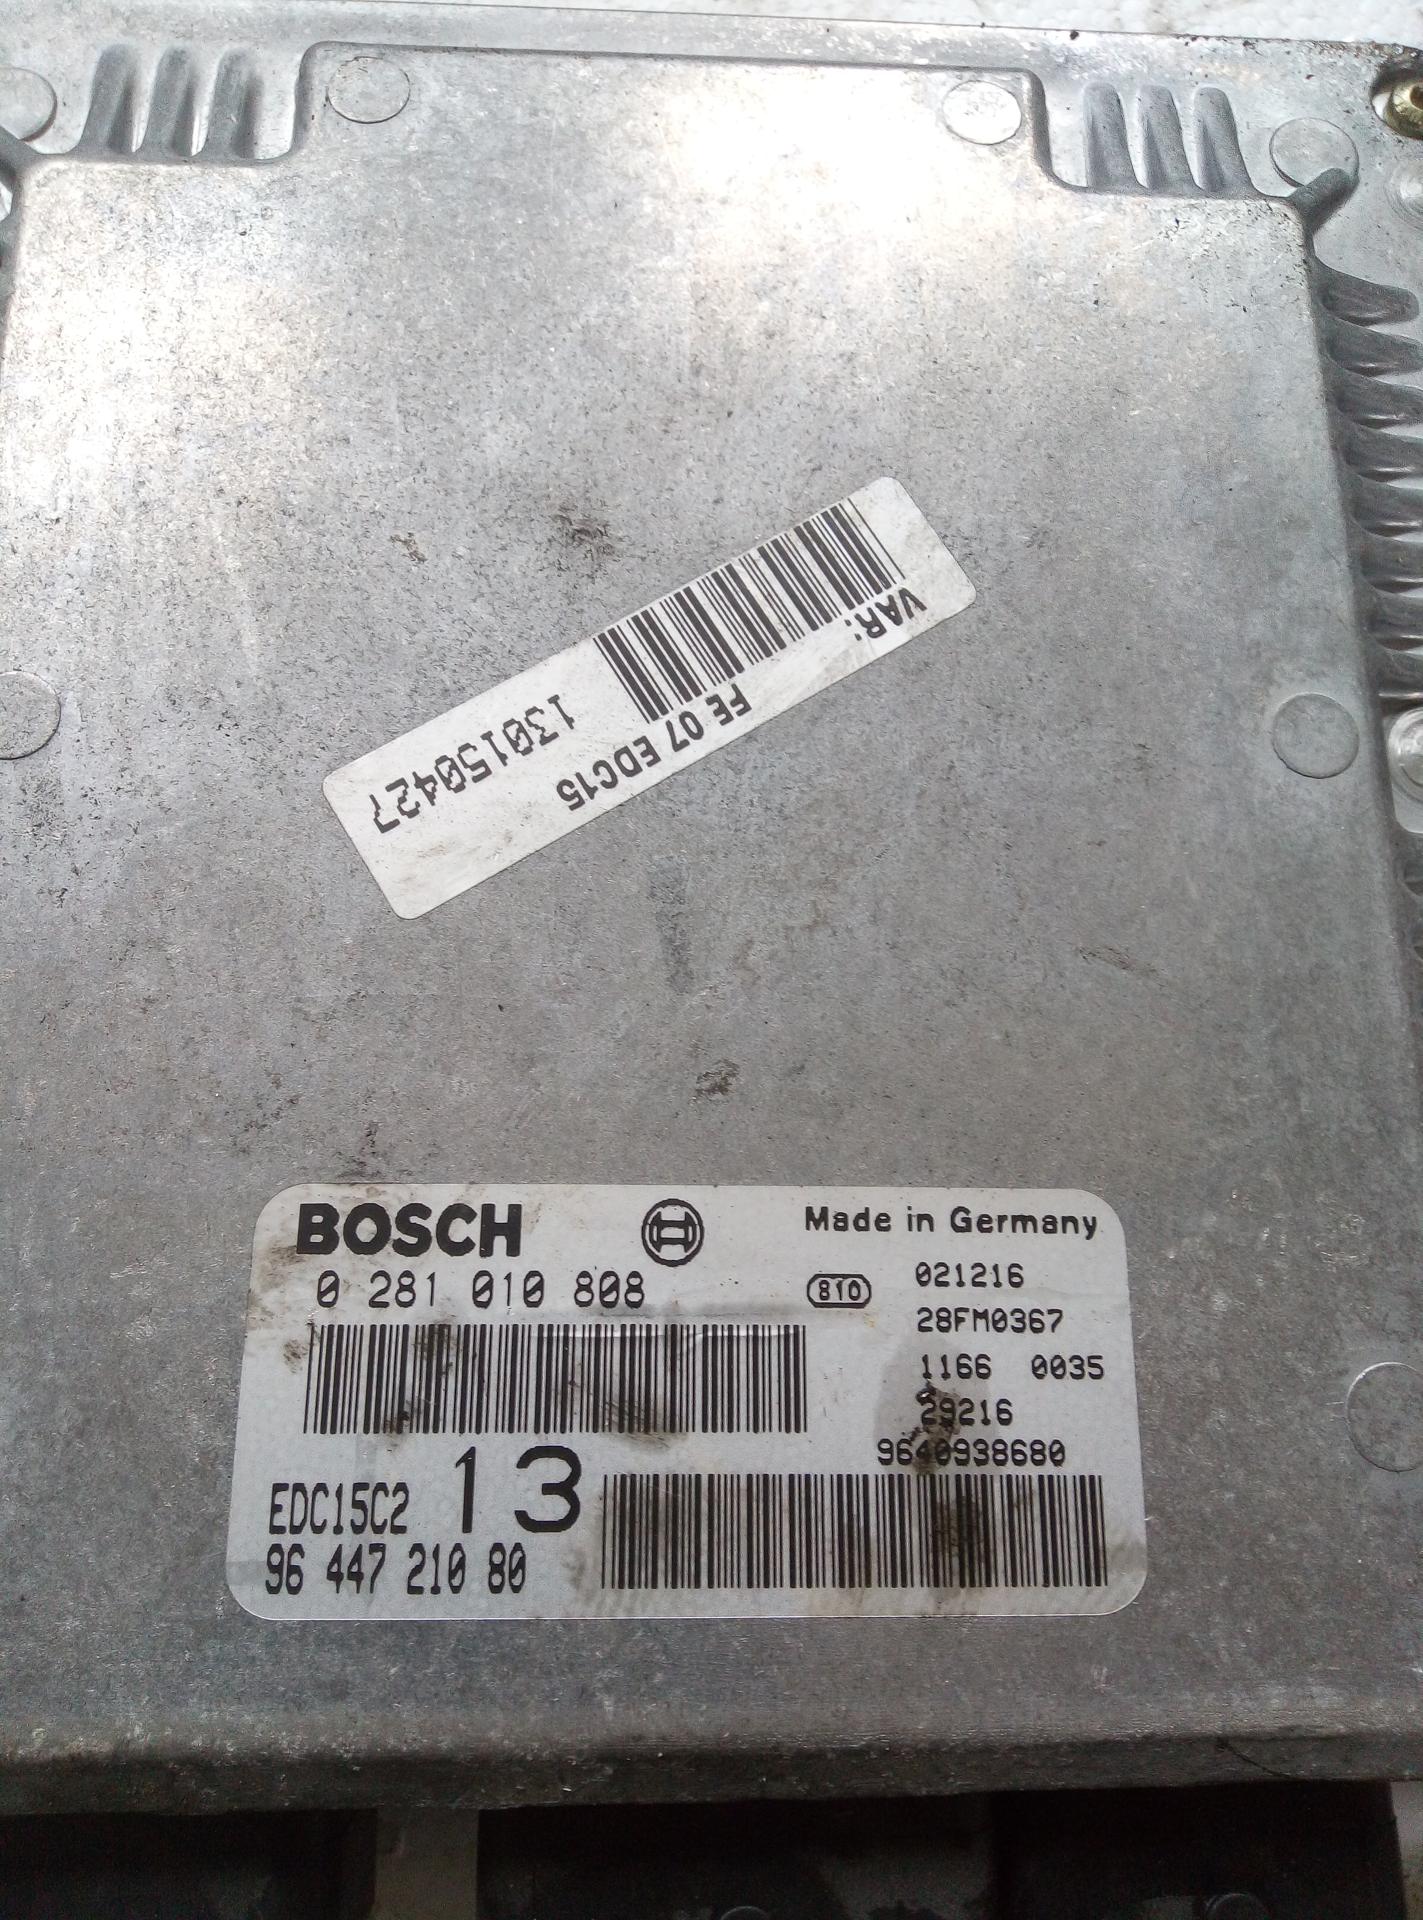 130150427
VAR: FE 07 EDC15
BOSCH
Made in Germany
0 281 010 808
810
021216
28FM0367
1166 0035
29216
9640938680
EDC15C2 13
96 447 210 80